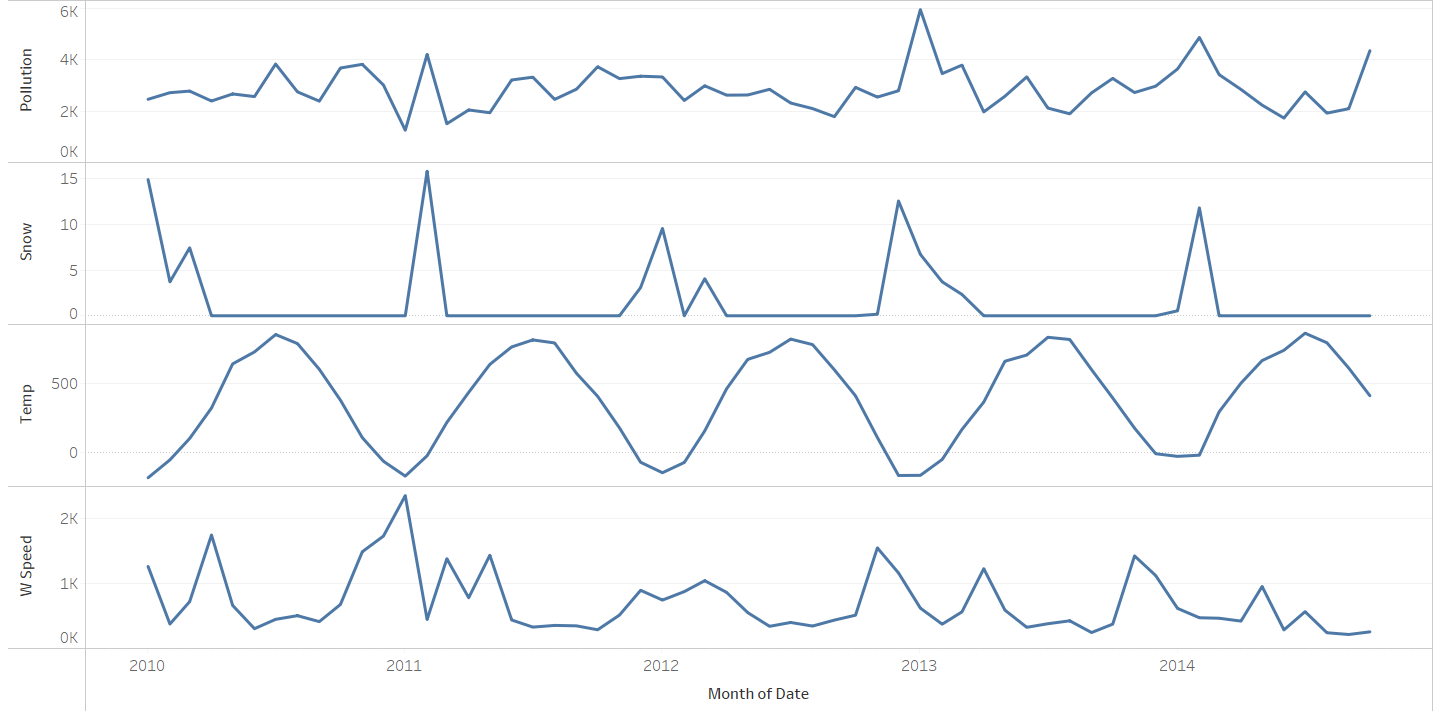 Pollution
6K
4K
2K
0K
Snow
15
10
5
0
Temp
500
0
W Speed
2K
1K
0K
2010 2011 2012 2013 2014
Month of Date